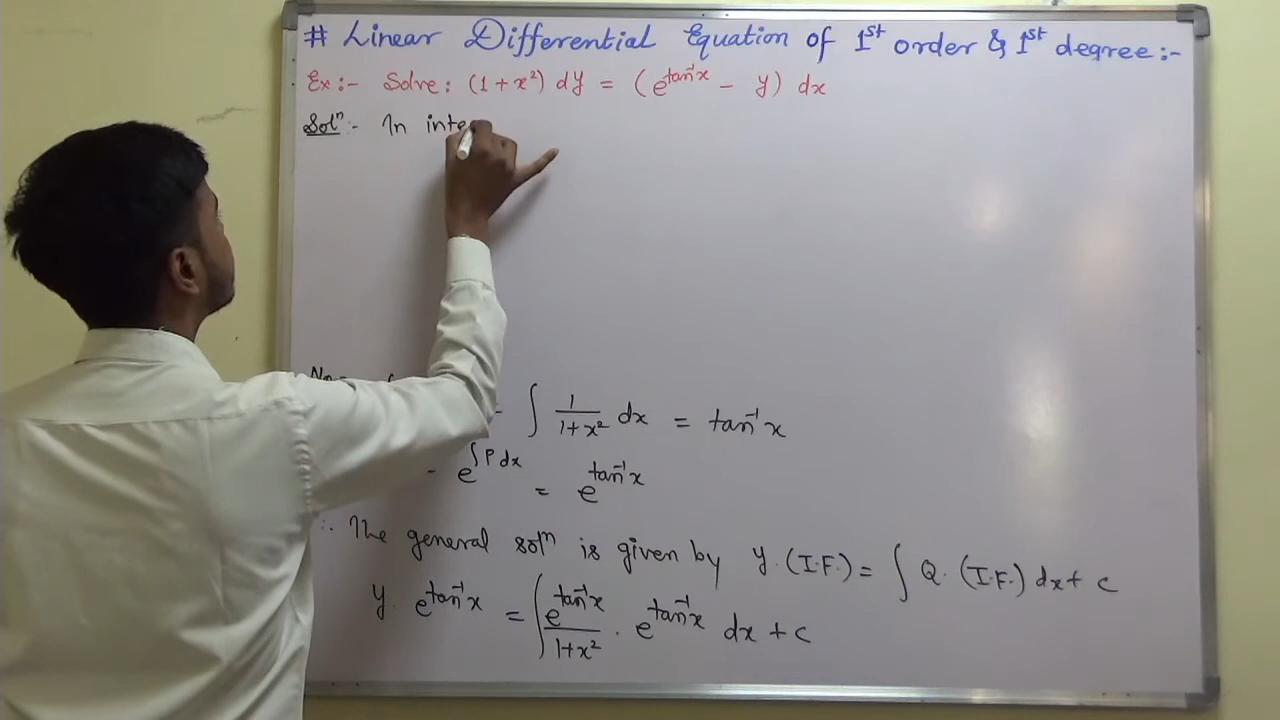 # Linear Differential Equation of 1st order & 1st degree :-
Ex:- Solve: (1 + x²) dy = (e^{tan⁻¹x} - y) dx
Solⁿ:- In inte
∫ 1/(1+x²) dx = tan⁻¹x
- e^{∫P dx} = e^{tan⁻¹x}
∴ The general solⁿ is given by y.(I.F.) = ∫ Q.(I.F.) dx + c
y. e^{tan⁻¹x} = ∫ e^{tan⁻¹x}/(1+x²) . e^{tan⁻¹x} dx + c